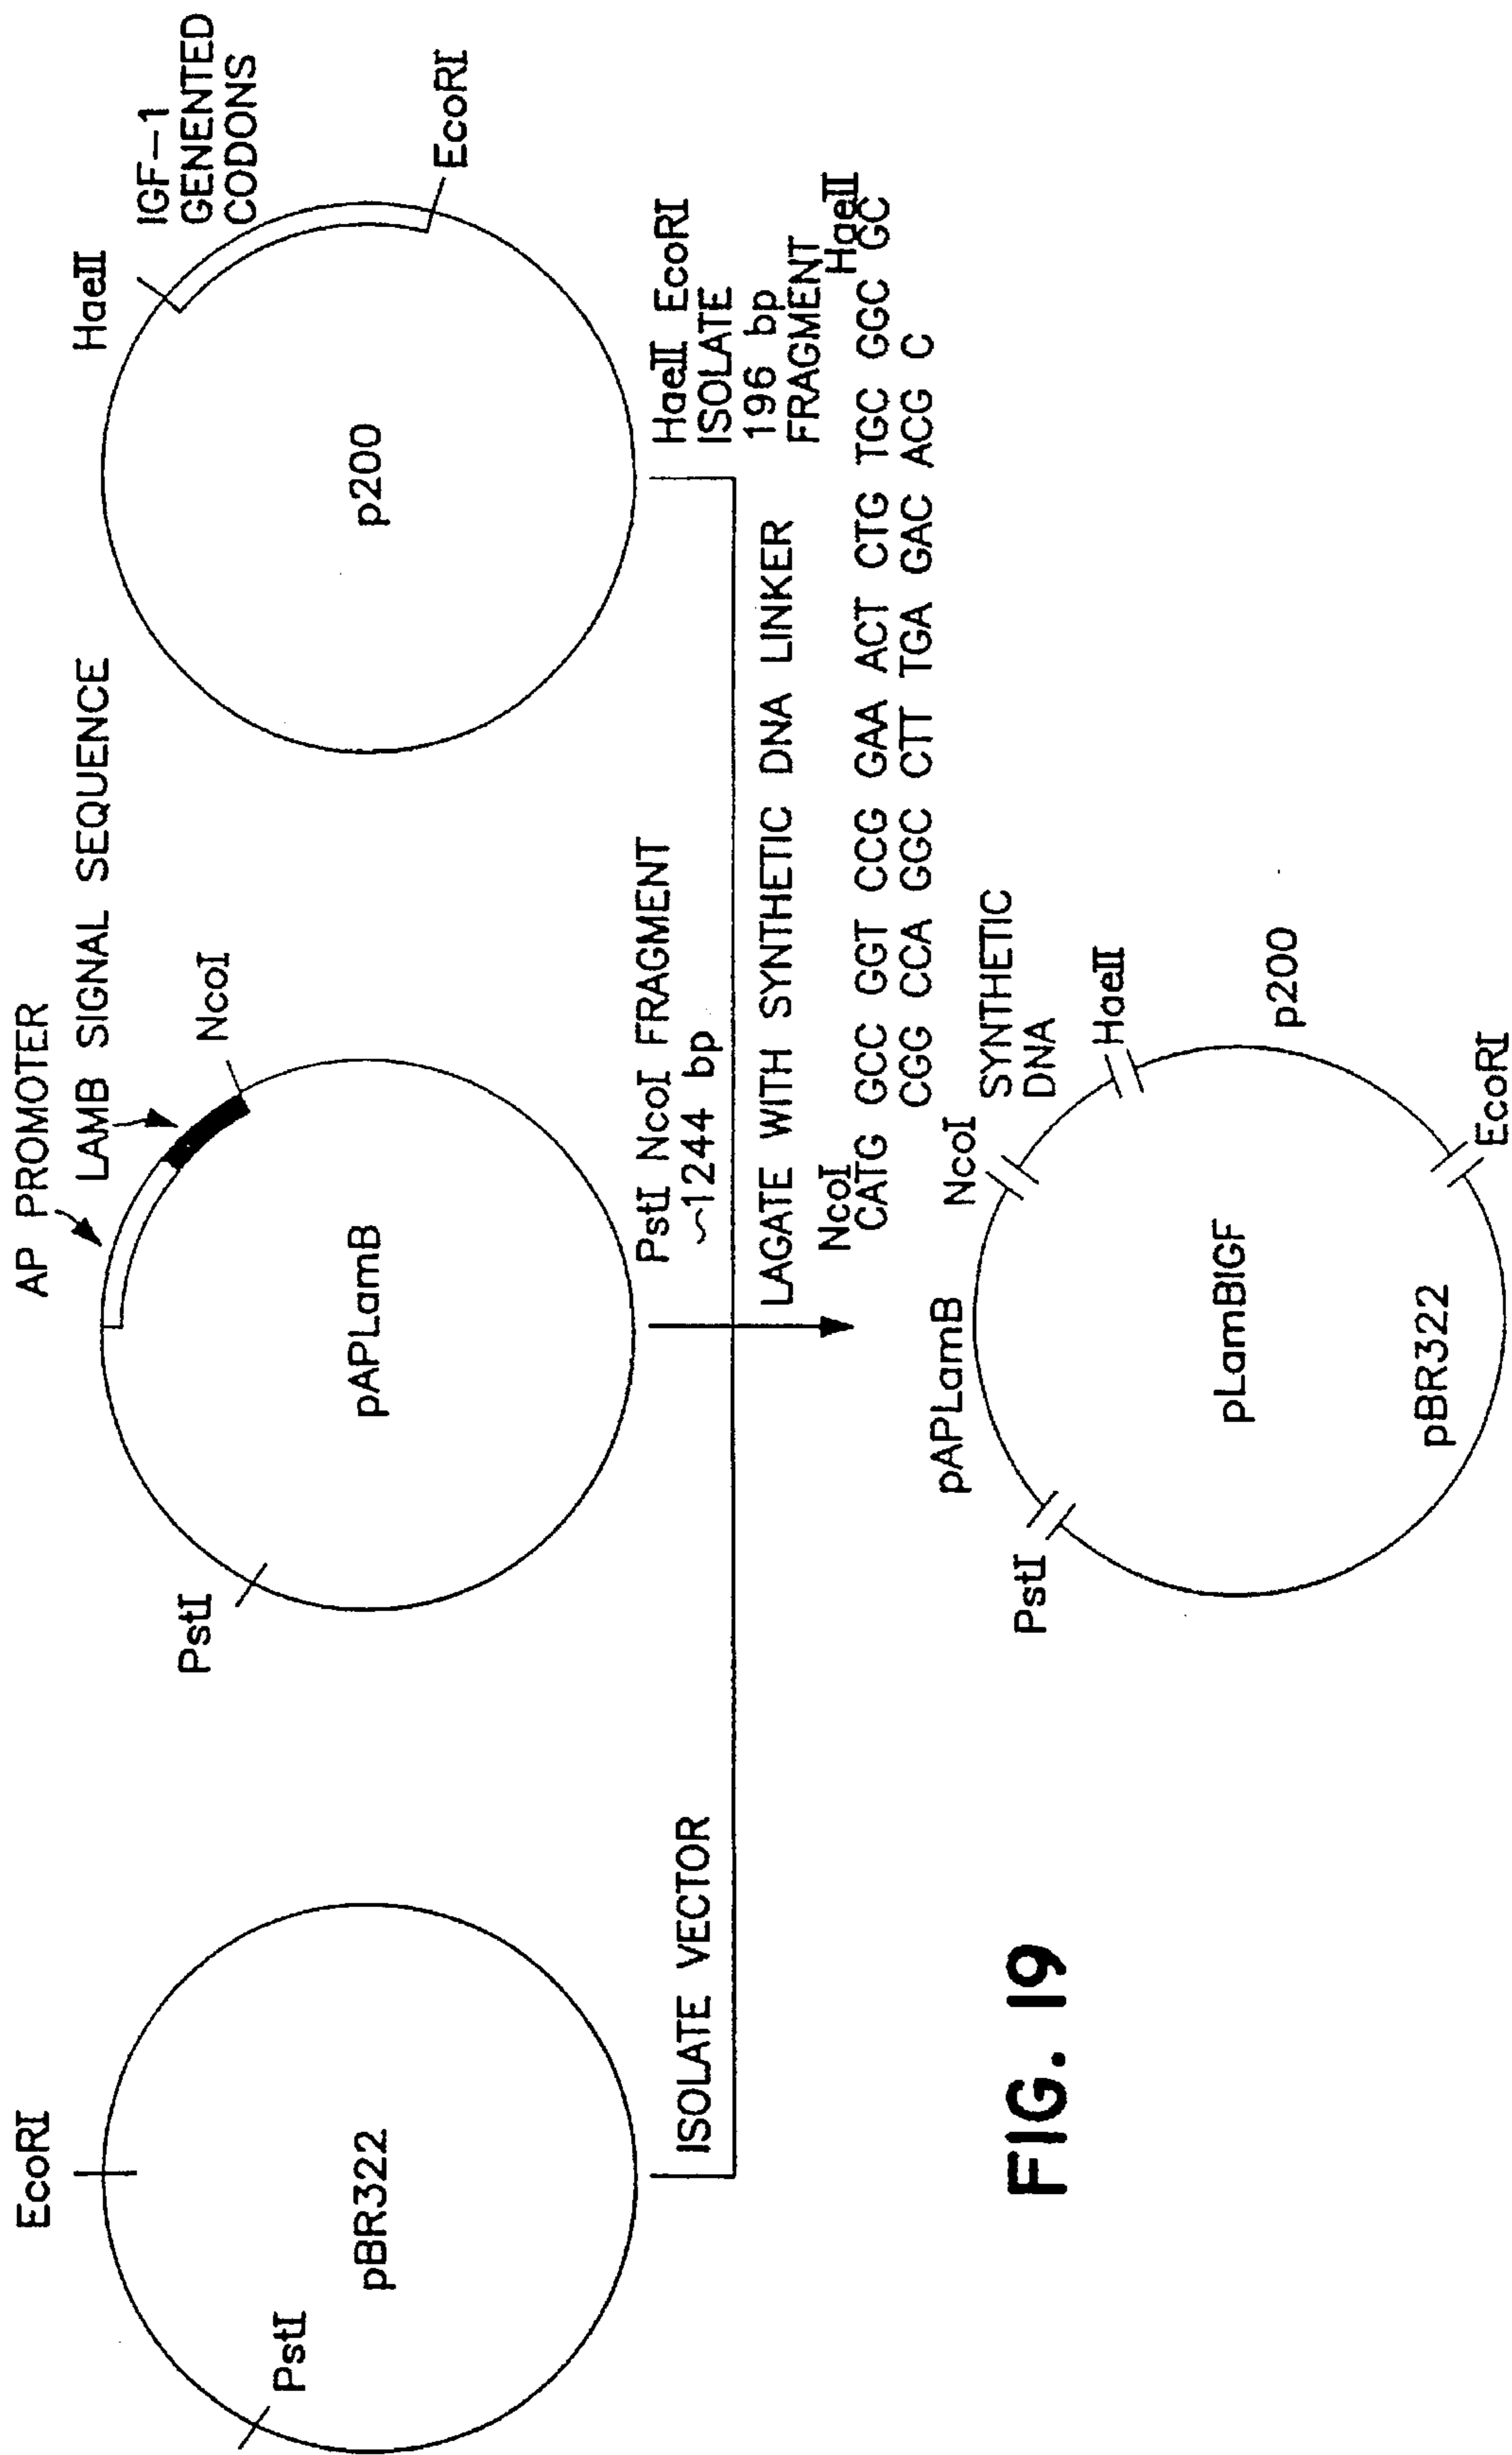 EcoRI
PstI
pBR322
ISOLATE VECTOR
AP PROMOTER
LAMB SIGNAL SEQUENCE
NcoI
PstI
pAPLamB
PstI NcoI FRAGMENT
~1244 bp
HaeII
IGF-1
GENENTED
CODONS
EcoRI
p200
HaeII EcoRI
ISOLATE
196 bp
FRAGMENT
LAGATE WITH SYNTHETIC DNA LINKER
NcoI
HaeII
CATG GCC GGT CCG GAA ACT CTG TGC GGC GC
CGG CCA GGC CTT TGA GAC ACG C
pAPLamB
NcoI
SYNTHETIC
DNA
HaeII
PstI
pLamBIGF
p200
pBR322
EcoRI
FIG. 19